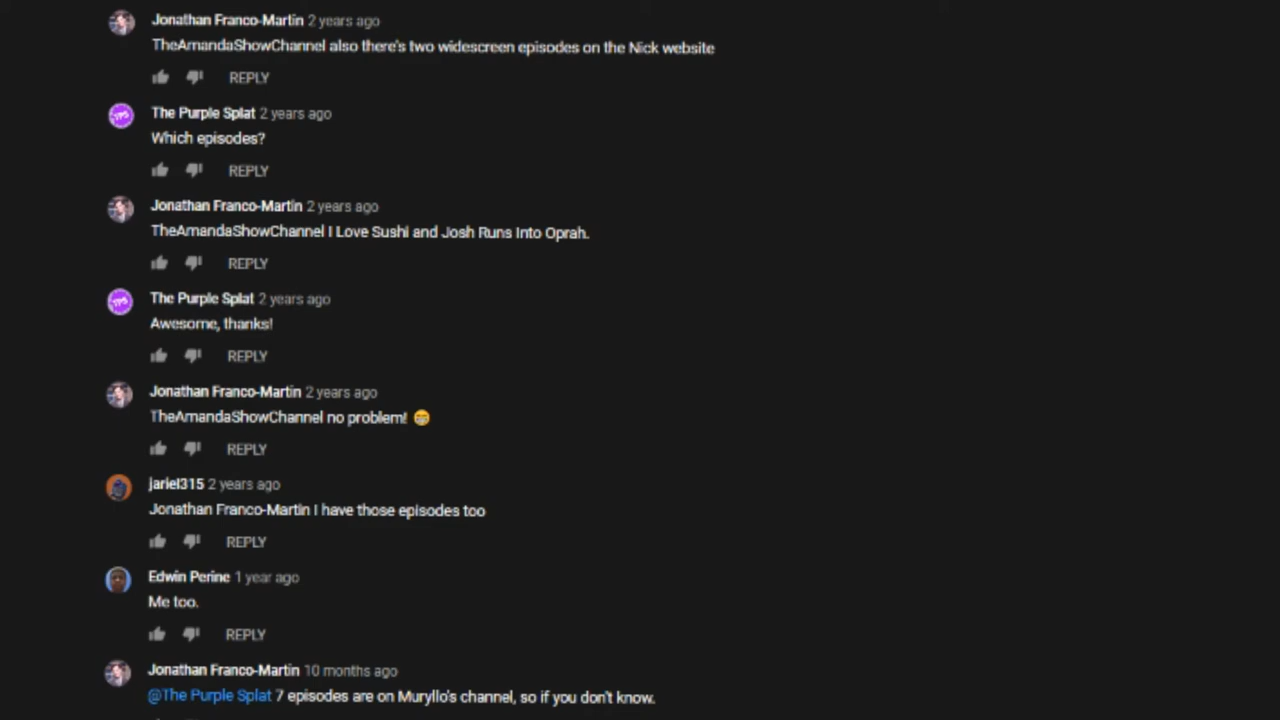 Jonathan Franco-Martin 2 years ago
TheAmandaShowChannel also there's two widescreen episodes on the Nick website
REPLY
TPS The Purple Splat 2 years ago
Which episodes?
REPLY
Jonathan Franco-Martin 2 years ago
TheAmandaShowChannel I Love Sushi and Josh Runs Into Oprah.
REPLY
TPS The Purple Splat 2 years ago
Awesome, thanks!
REPLY
Jonathan Franco-Martin 2 years ago
TheAmandaShowChannel no problem! 😁
REPLY
jariel315 2 years ago
Jonathan Franco-Martin I have those episodes too
REPLY
Edwin Perine 1 year ago
Me too.
REPLY
Jonathan Franco-Martin 10 months ago
@The Purple Splat 7 episodes are on Muryllo's channel, so if you don't know.